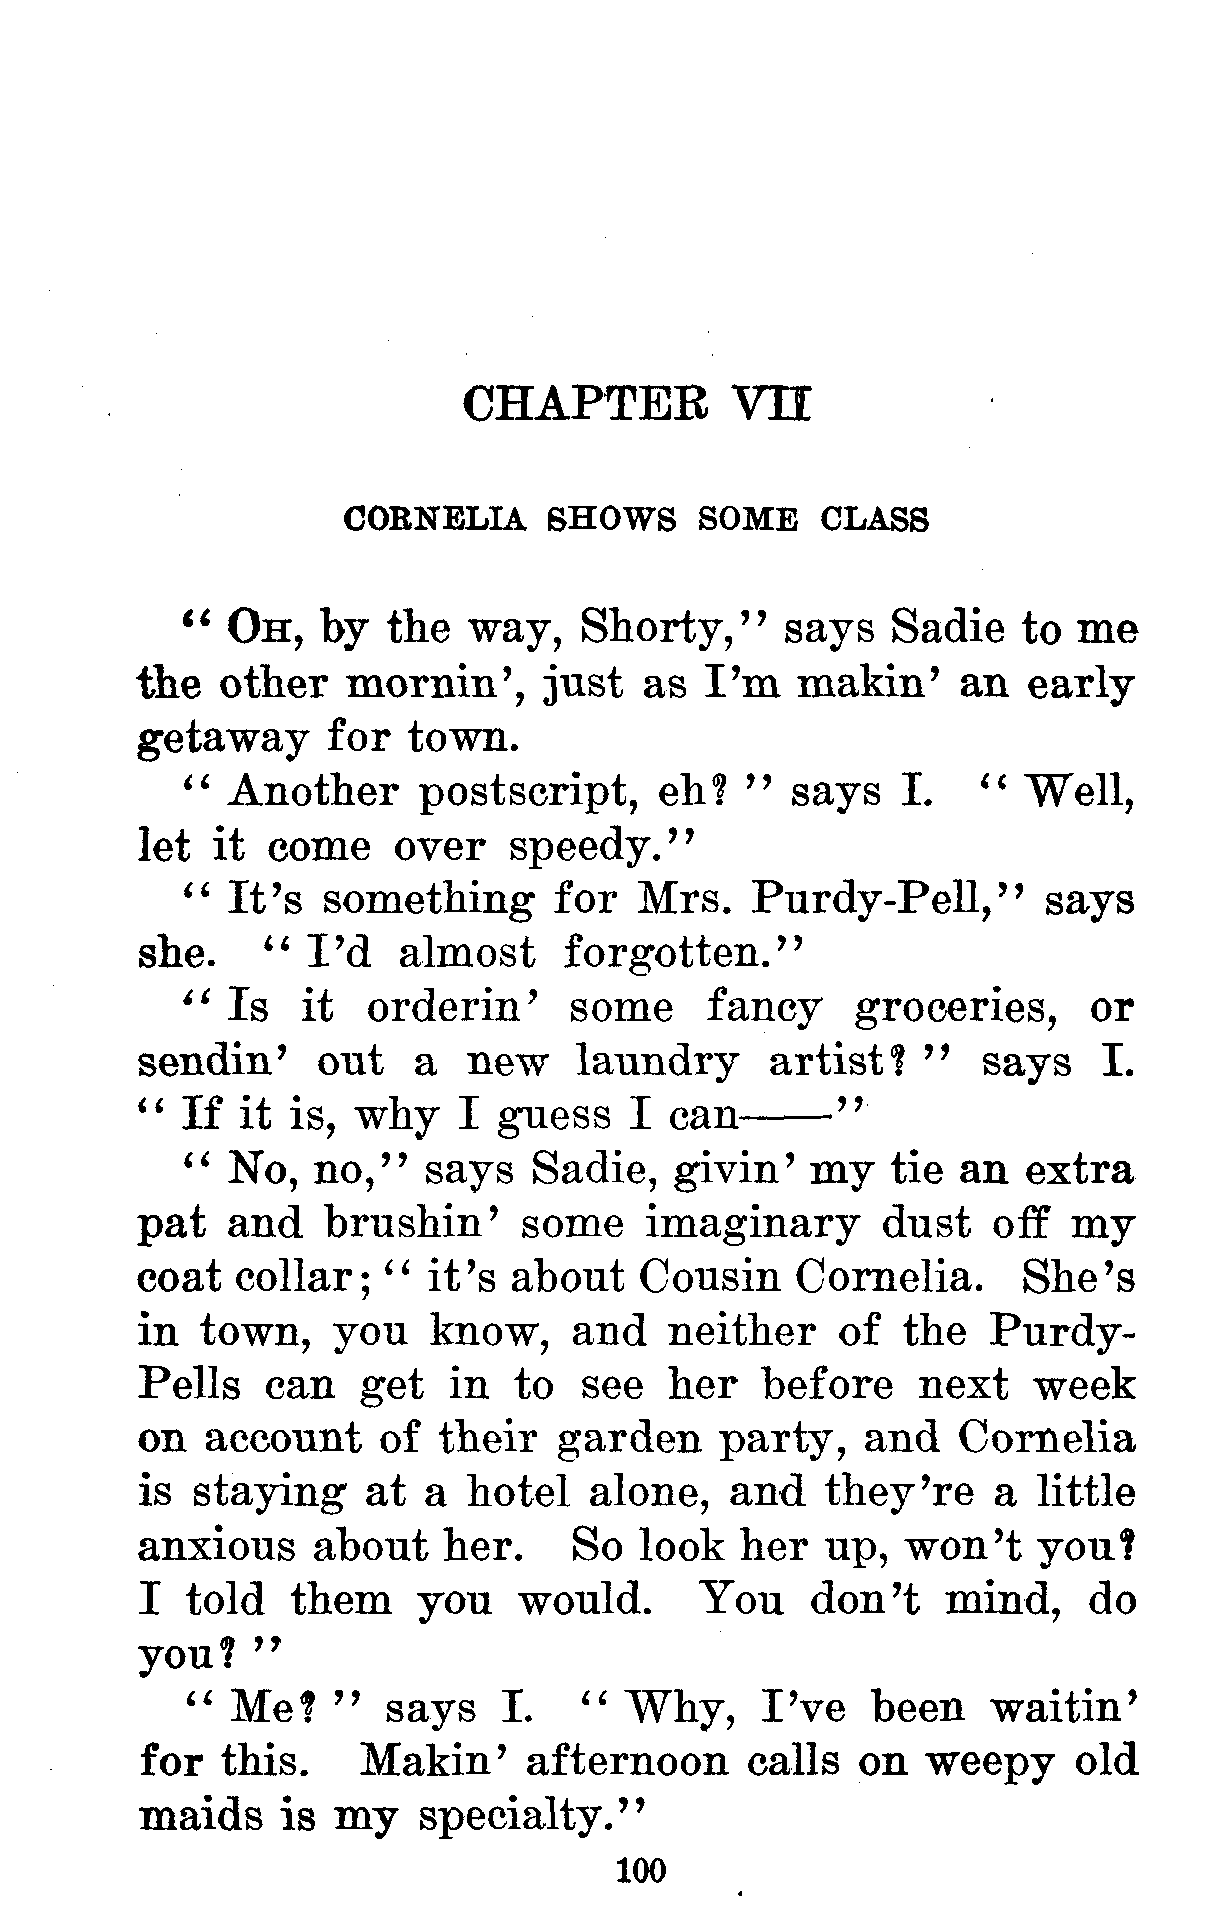 CHAPTER VII
CORNELIA SHOWS SOME CLASS
“ OH, by the way, Shorty,” says Sadie to me
the other mornin’, just as I’m makin’ an early
getaway for town.
“ Another postscript, eh? ” says I. “ Well,
let it come over speedy.”
“ It’s something for Mrs. Purdy-Pell,” says
she. “ I’d almost forgotten.”
“ Is it orderin’ some fancy groceries, or
sendin’ out a new laundry artist? ” says I.
“ If it is, why I guess I can——”
“ No, no,” says Sadie, givin’ my tie an extra
pat and brushin’ some imaginary dust off my
coat collar; “ it’s about Cousin Cornelia. She’s
in town, you know, and neither of the Purdy-
Pells can get in to see her before next week
on account of their garden party, and Cornelia
is staying at a hotel alone, and they’re a little
anxious about her. So look her up, won’t you?
I told them you would. You don’t mind, do
you? ”
“ Me? ” says I. “ Why, I’ve been waitin’
for this. Makin’ afternoon calls on weepy old
maids is my specialty.”
100